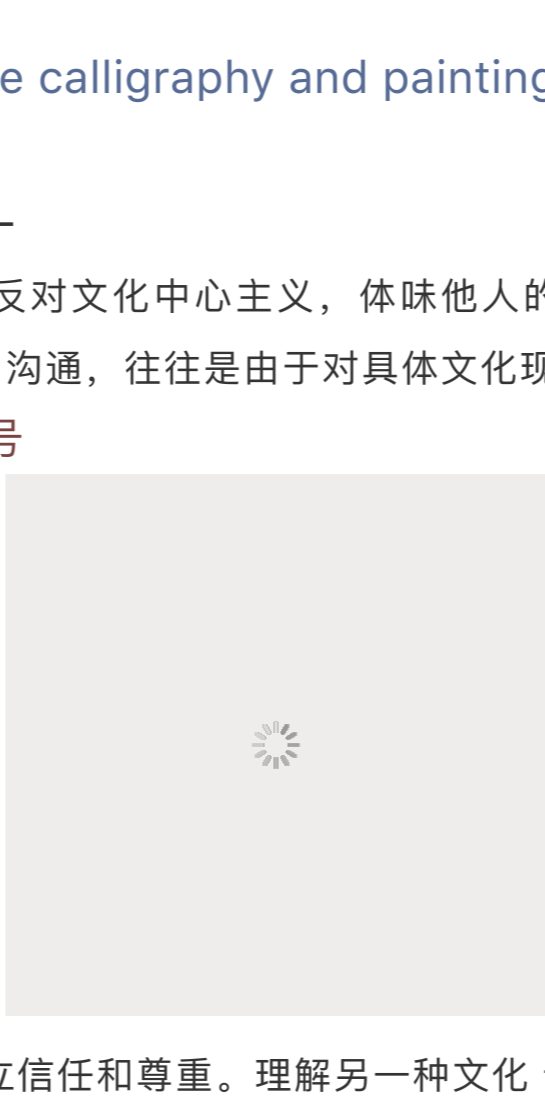 e calligraphy and painting
反对文化中心主义，体味他人的
沟通，往往是由于对具体文化现
号
立信任和尊重。理解另一种文化